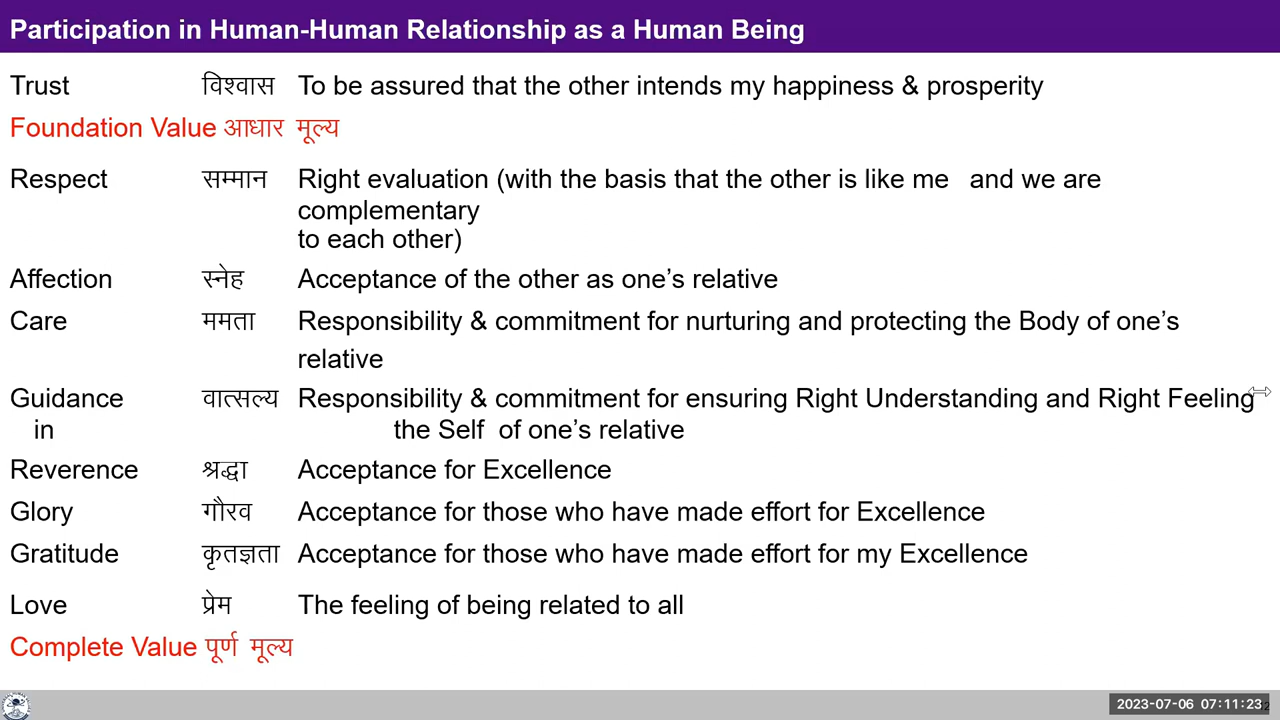 Participation in Human-Human Relationship as a Human Being
Trust विश्वास To be assured that the other intends my happiness & prosperity
Foundation Value आधार मूल्य
Respect सम्मान Right evaluation (with the basis that the other is like me and we are
complementary
to each other)
Affection स्नेह Acceptance of the other as one’s relative
Care ममता Responsibility & commitment for nurturing and protecting the Body of one’s
relative
Guidance वात्सल्य Responsibility & commitment for ensuring Right Understanding and Right Feeling
in the Self of one’s relative
Reverence श्रद्धा Acceptance for Excellence
Glory गौरव Acceptance for those who have made effort for Excellence
Gratitude कृतज्ञता Acceptance for those who have made effort for my Excellence
Love प्रेम The feeling of being related to all
Complete Value पूर्ण मूल्य
2023-07-06 07:11:23